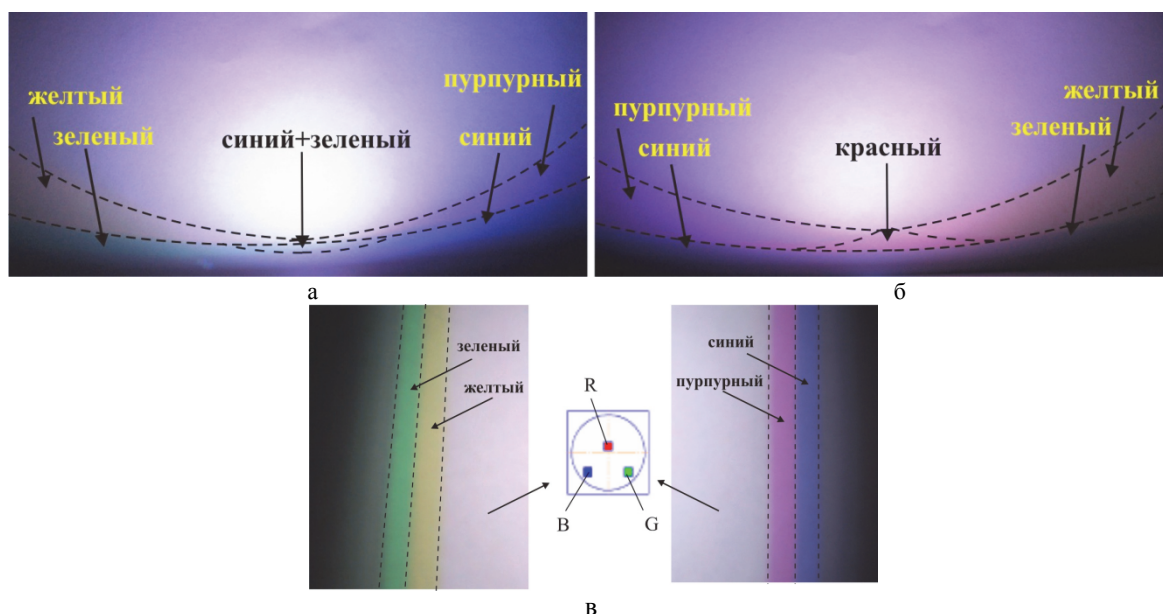 желтый
зеленый
синий+зеленый
пурпурный
синий
а
пурпурный
синий
красный
желтый
зеленый
б
зеленый
желтый
R
B
G
синий
пурпурный
в